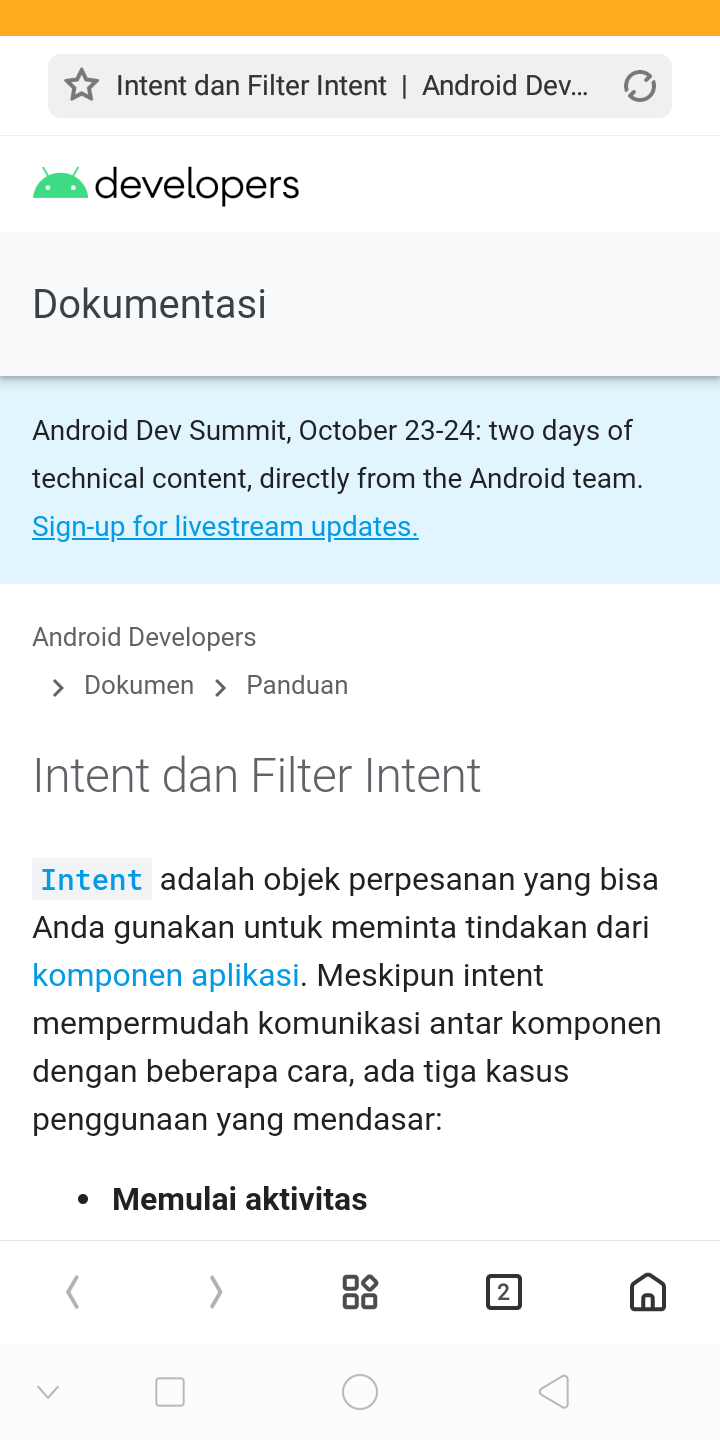 Intent dan Filter Intent | Android Dev...
developers
Dokumentasi
Android Dev Summit, October 23-24: two days of
technical content, directly from the Android team.
Sign-up for livestream updates.
Android Developers
Dokumen
Panduan
Intent dan Filter Intent
Intent adalah objek perpesanan yang bisa
Anda gunakan untuk meminta tindakan dari
komponen aplikasi. Meskipun intent
mempermudah komunikasi antar komponen
dengan beberapa cara, ada tiga kasus
penggunaan yang mendasar:
• Memulai aktivitas
2